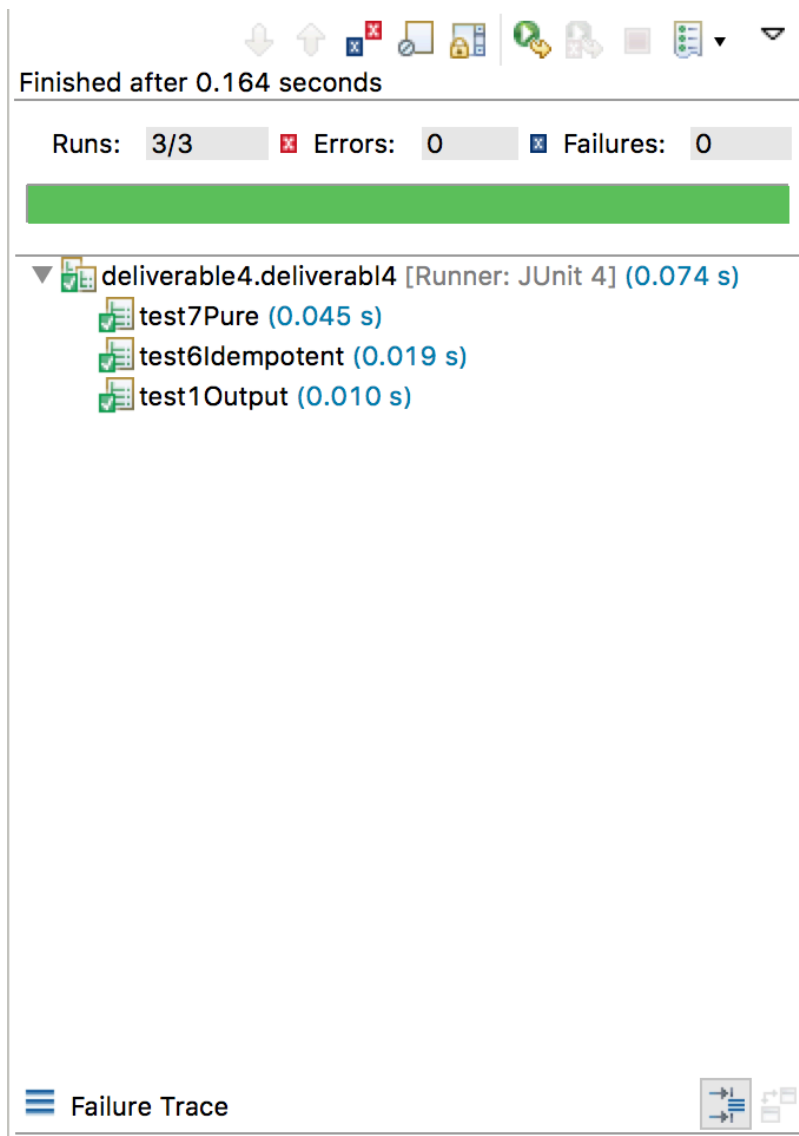 Finished after 0.164 seconds
Runs: 3/3 Errors: 0 Failures: 0
deliverable4.deliverabl4 [Runner: JUnit 4] (0.074 s)
test7Pure (0.045 s)
test6Idempotent (0.019 s)
test1Output (0.010 s)
Failure Trace